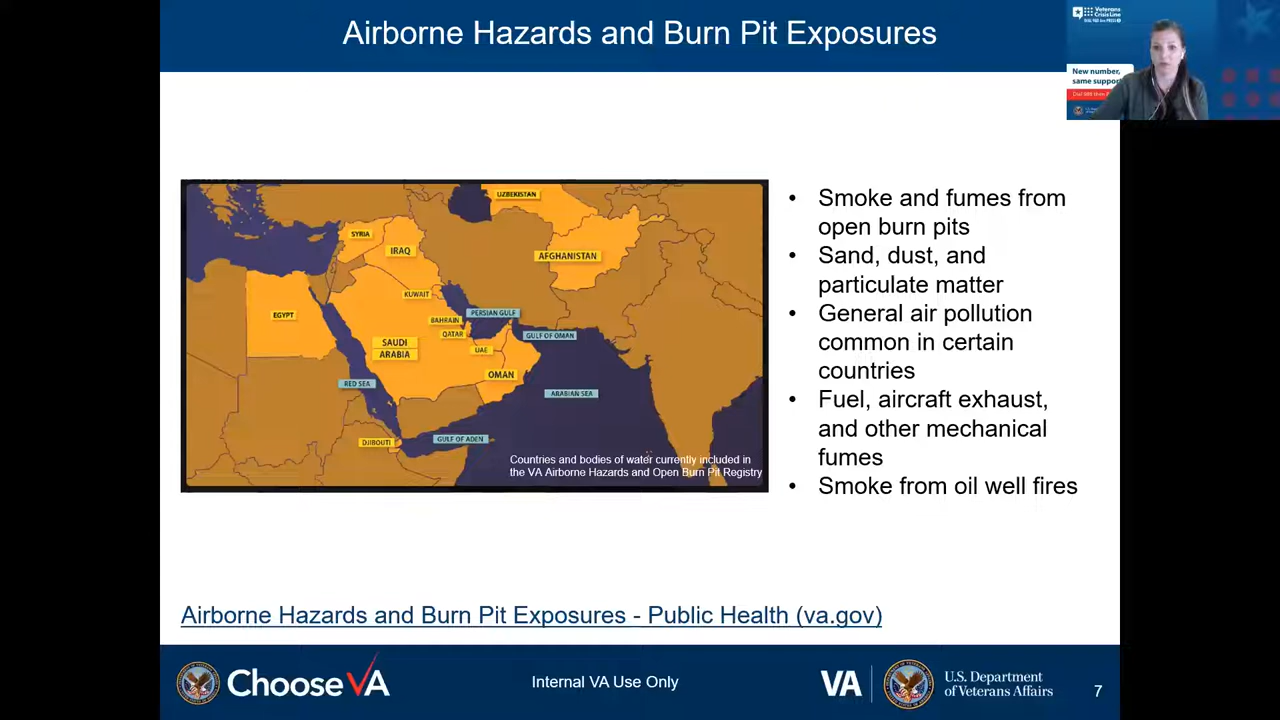 Airborne Hazards and Burn Pit Exposures
Veterans
Crisis Line
New number,
same support
UZBEKISTAN
SYRIA
IRAQ
AFGHANISTAN
KUWAIT
EGYPT
BAHRAIN
PERSIAN GULF
QATAR
GULF OF OMAN
SAUDI
ARABIA
UAE
OMAN
RED SEA
ARABIAN SEA
DJIBOUTI
GULF OF ADEN
Countries and bodies of water currently included in
the VA Airborne Hazards and Open Burn Pit Registry
• Smoke and fumes from
open burn pits
• Sand, dust, and
particulate matter
• General air pollution
common in certain
countries
• Fuel, aircraft exhaust,
and other mechanical
fumes
• Smoke from oil well fires
Airborne Hazards and Burn Pit Exposures - Public Health (va.gov)
Choose VA
Internal VA Use Only
VA
U.S. Department
of Veterans Affairs
7